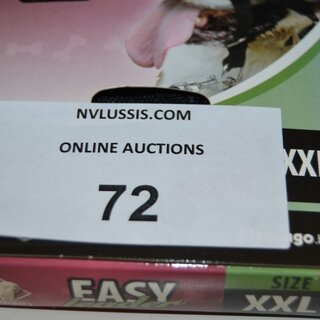 NVLUSSIS.COM
ONLINE AUCTIONS
72
XXL
EASY
SIZE
XXL